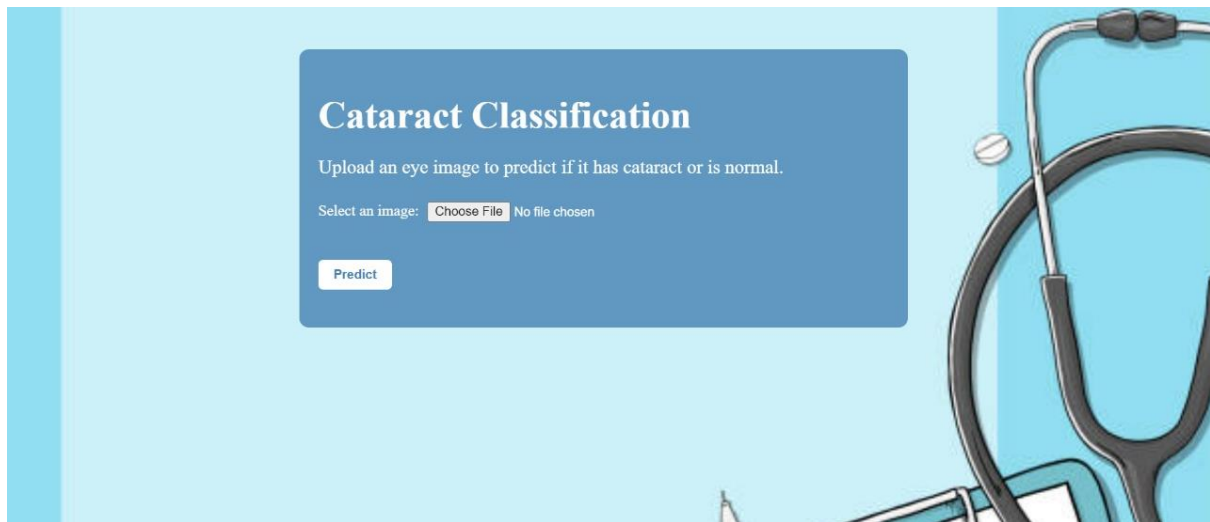 Cataract Classification
Upload an eye image to predict if it has cataract or is normal.
Select an image: Choose File No file chosen
Predict